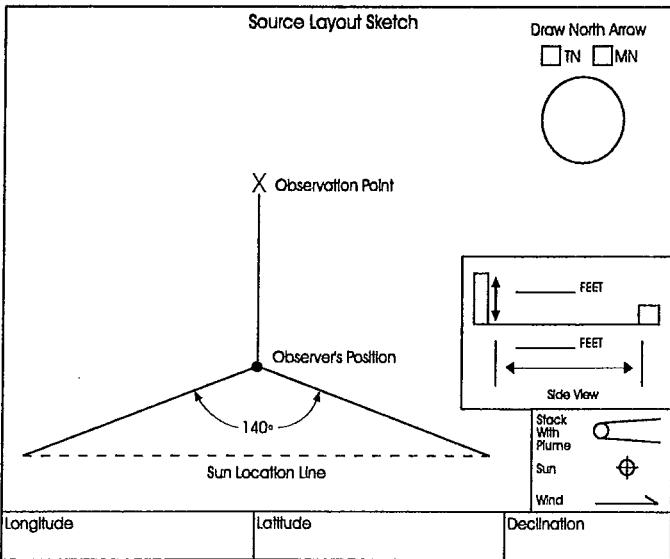 Source Layout Sketch
Draw North Arrow
TN MN
X Observation Point
FEET
FEET
Side View
Observer's Position
140°
Sun Location Line
Stack
With
Plume
Sun
Wind
Longitude
Latitude
Declination